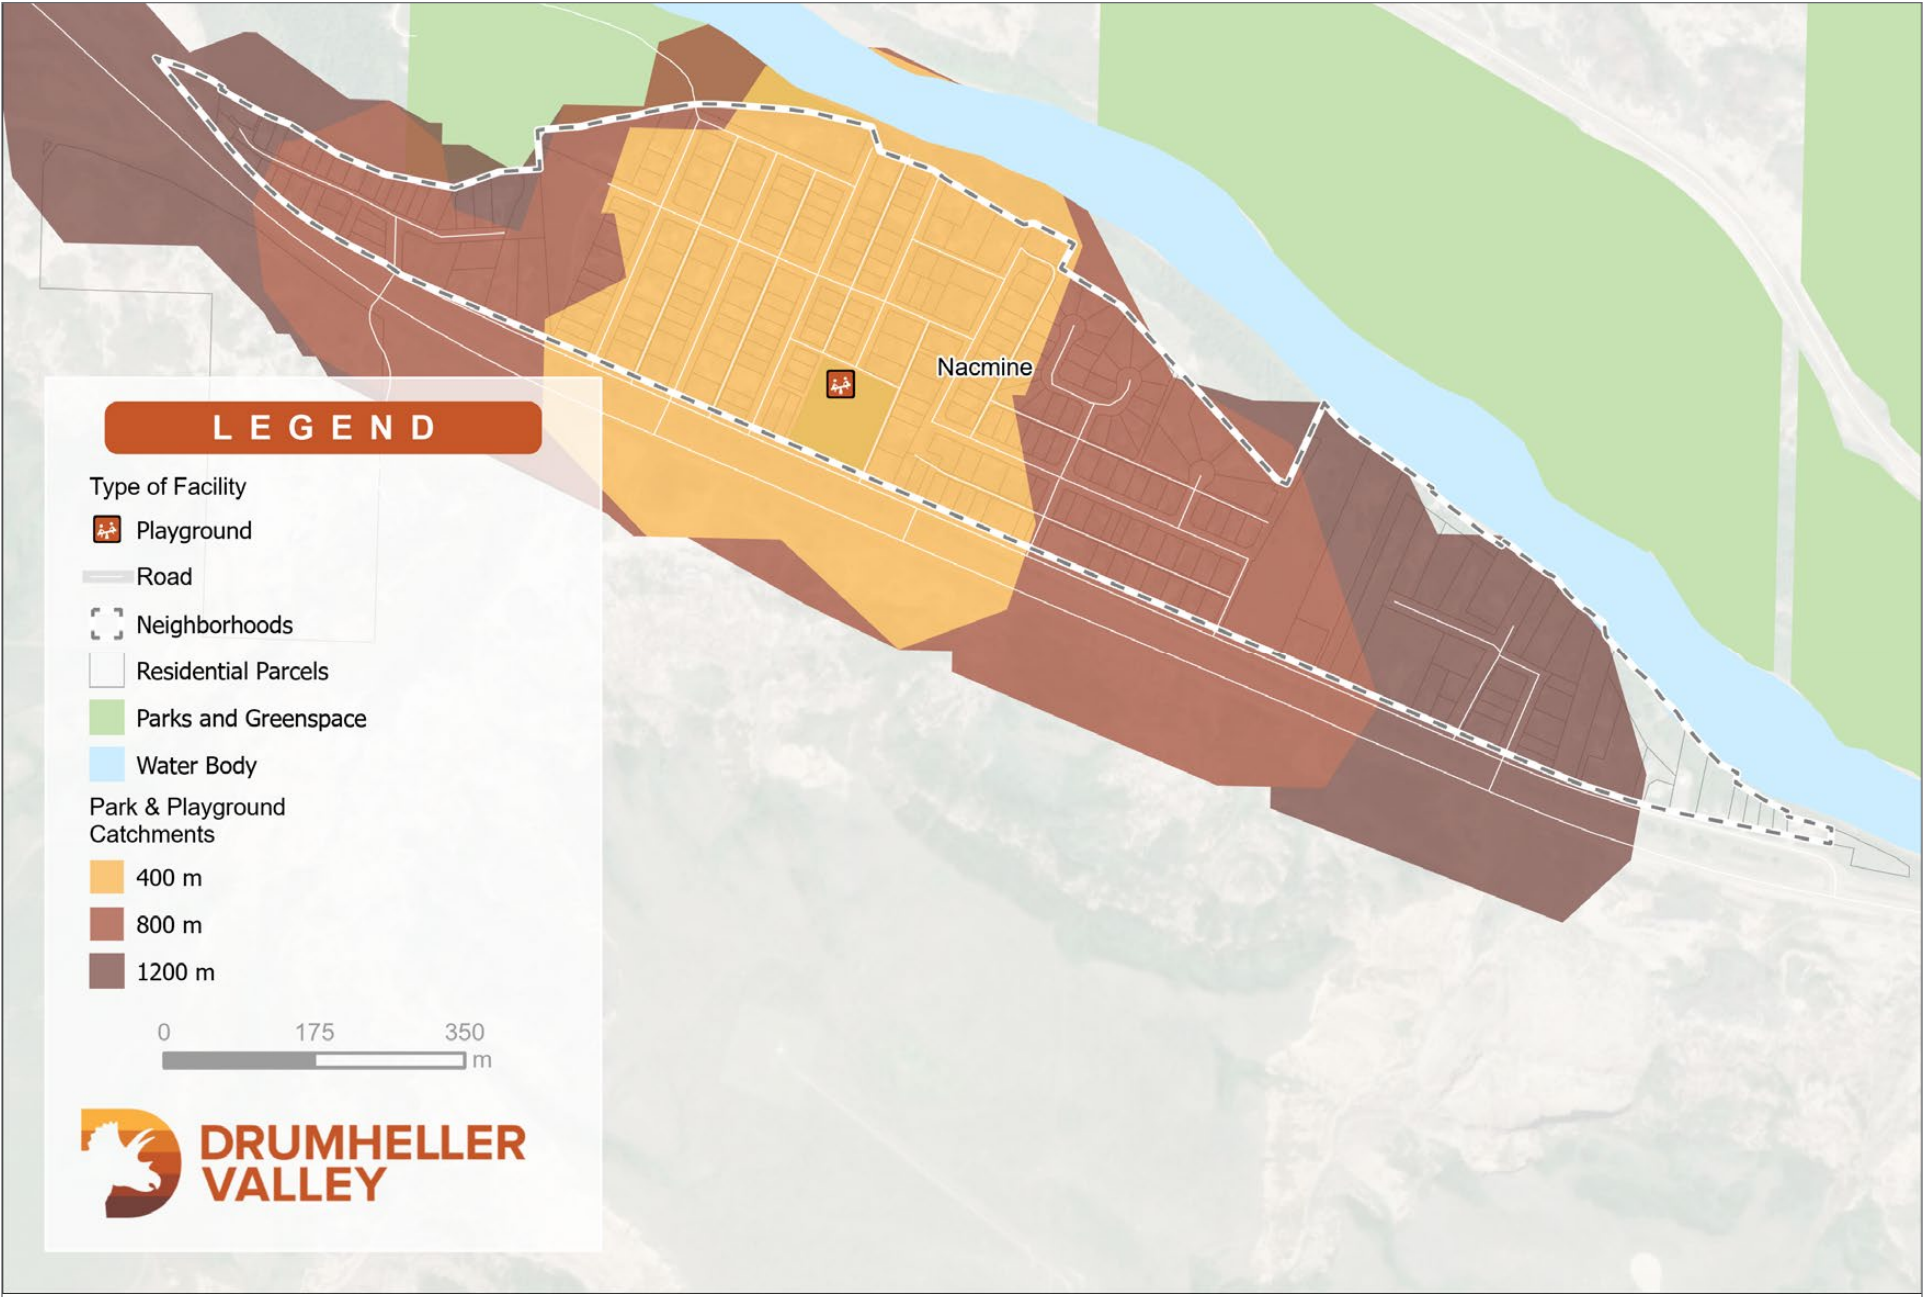 Nacmine
LEGEND
Type of Facility
Playground
Road
Neighborhoods
Residential Parcels
Parks and Greenspace
Water Body
Park & Playground
Catchments
400 m
800 m
1200 m
0 175 350
m
DRUMHELLER
VALLEY